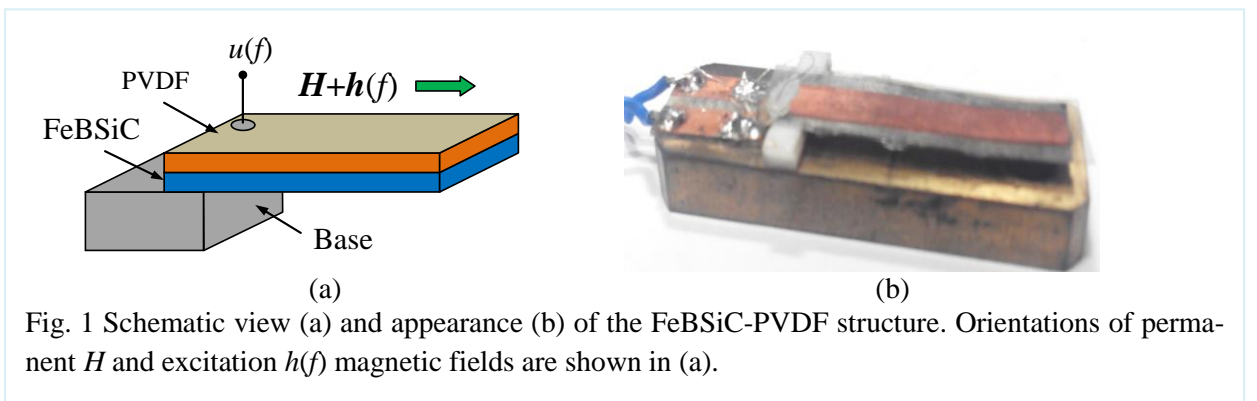 u(f)
PVDF
H+h(f)
FeBSiC
Base
(a)
(b)
Fig. 1 Schematic view (a) and appearance (b) of the FeBSiC-PVDF structure. Orientations of perma-
nent H and excitation h(f) magnetic fields are shown in (a).